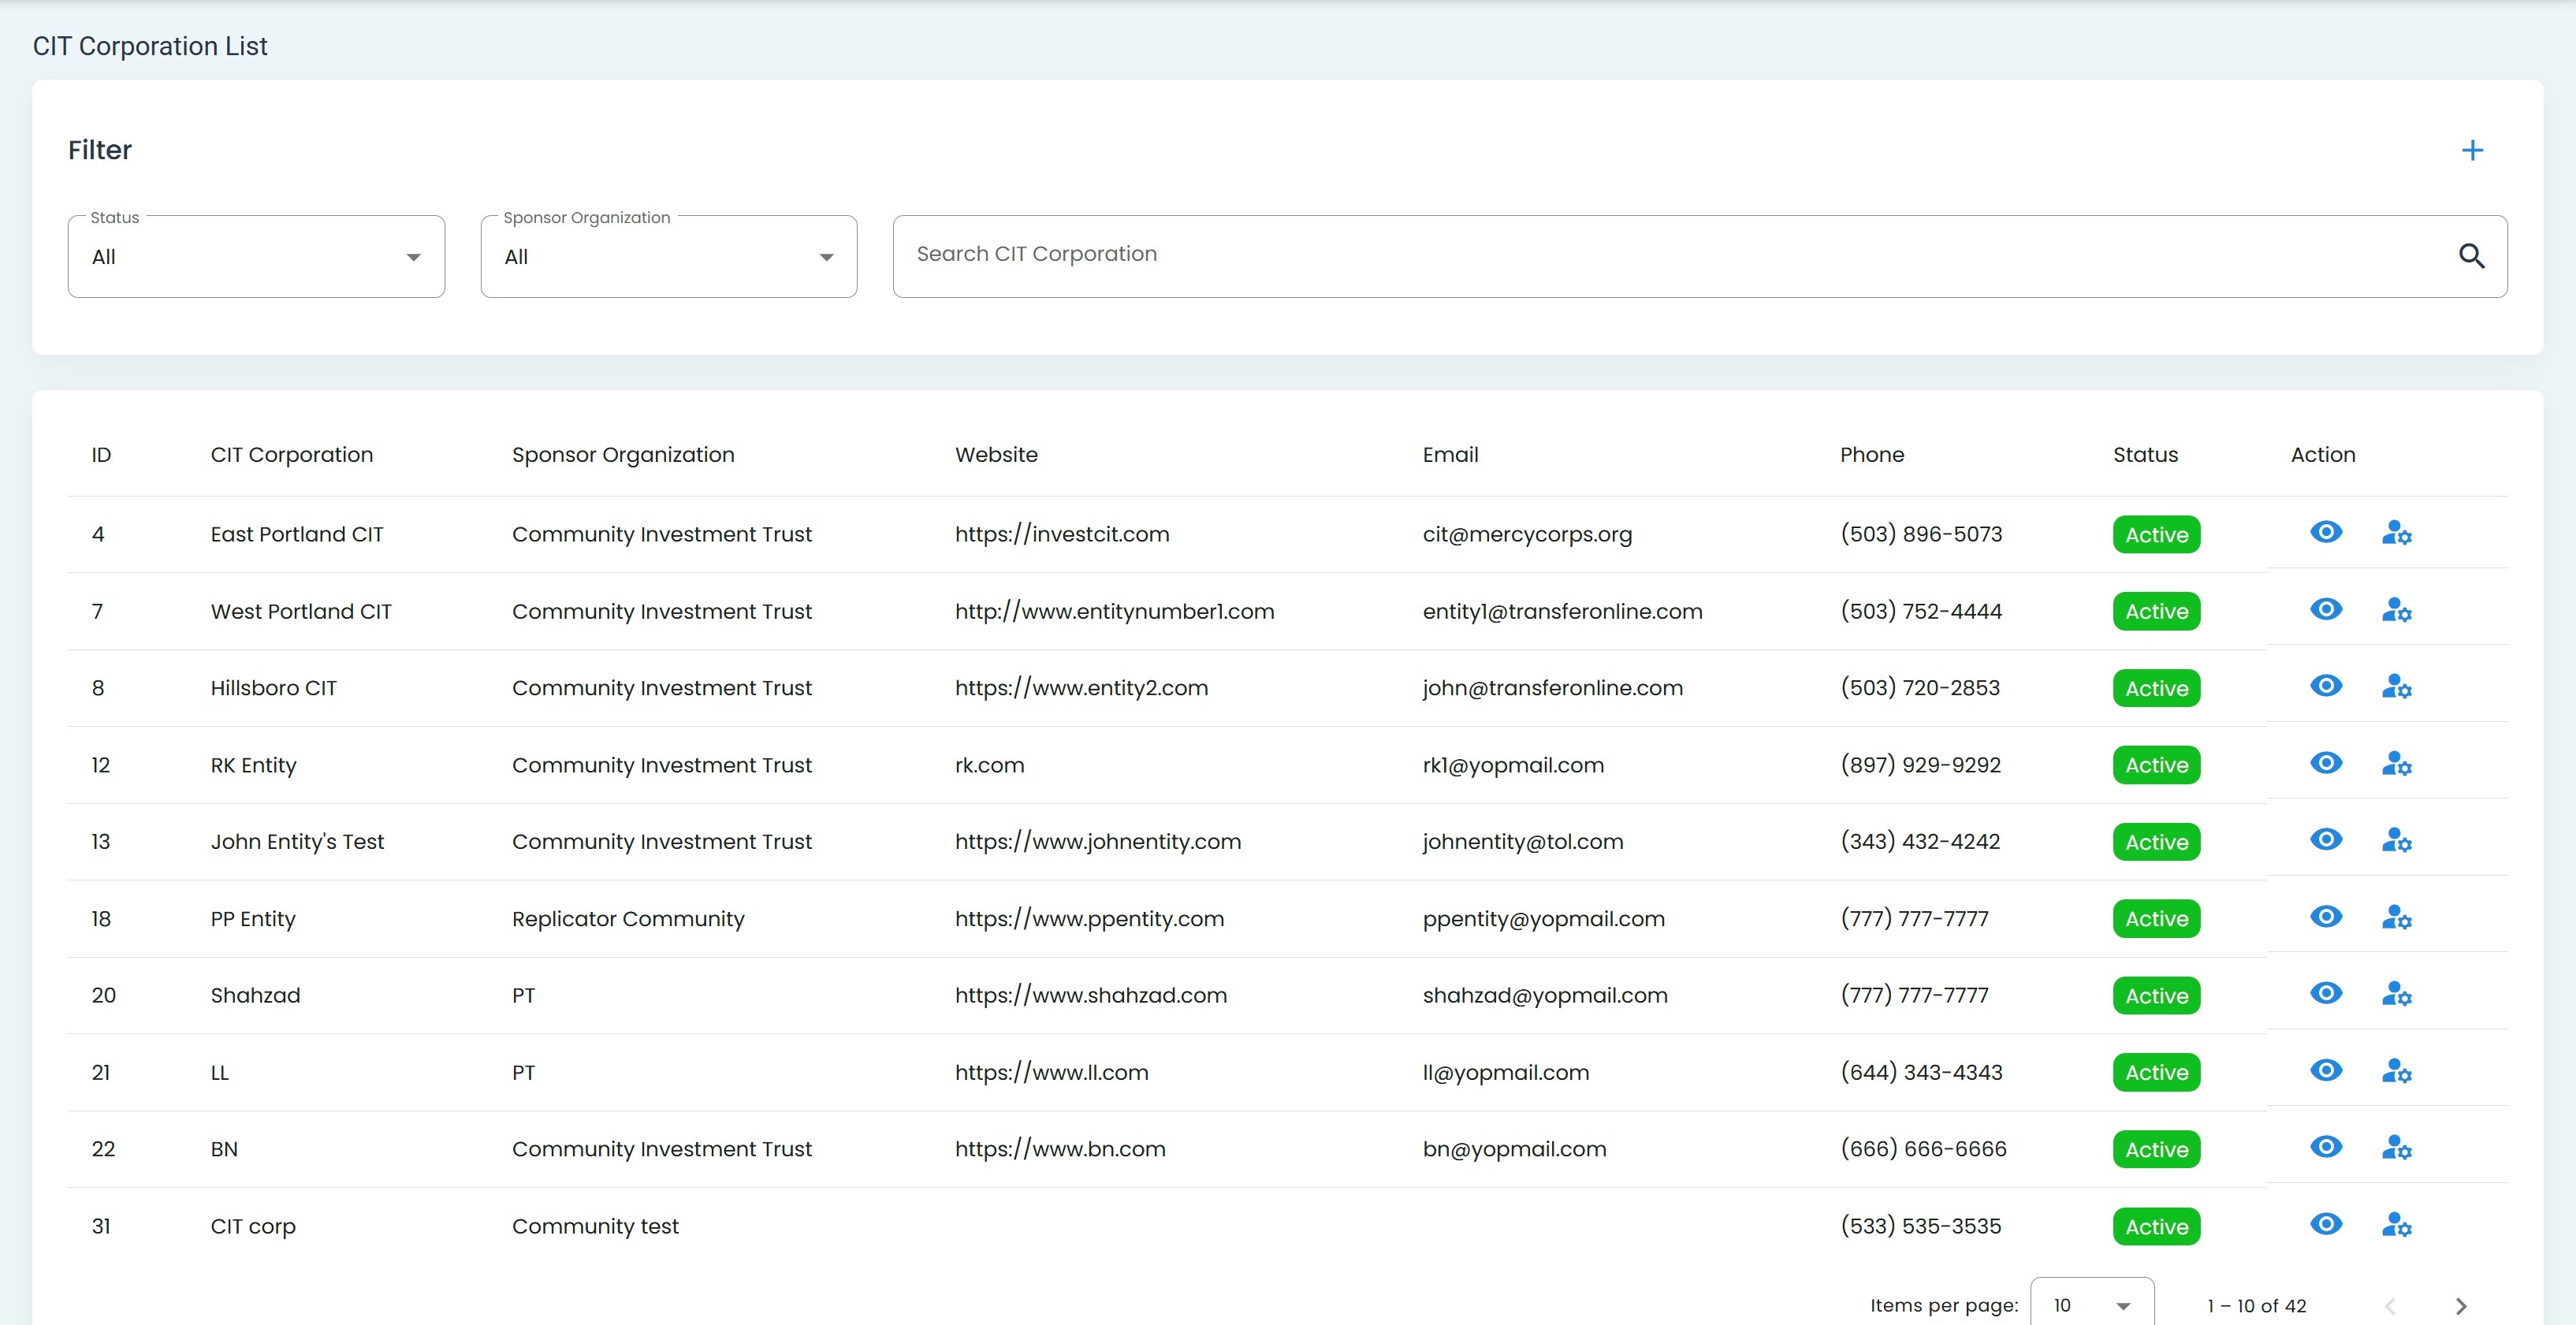 CIT Corporation List
Filter
Status
All
Sponsor Organization
All
Search CIT Corporation
ID CIT Corporation Sponsor Organization Website Email Phone Status Action
4 East Portland CIT Community Investment Trust https://investcit.com cit@mercycorps.org (503) 896-5073 Active
7 West Portland CIT Community Investment Trust http://www.entitynumber1.com entity1@transferonline.com (503) 752-4444 Active
8 Hillsboro CIT Community Investment Trust https://www.entity2.com john@transferonline.com (503) 720-2853 Active
12 RK Entity Community Investment Trust rk.com rk1@yopmail.com (897) 929-9292 Active
13 John Entity's Test Community Investment Trust https://www.johnentity.com johnentity@tol.com (343) 432-4242 Active
18 PP Entity Replicator Community https://www.ppentity.com ppentity@yopmail.com (777) 777-7777 Active
20 Shahzad PT https://www.shahzad.com shahzad@yopmail.com (777) 777-7777 Active
21 LL PT https://www.ll.com ll@yopmail.com (644) 343-4343 Active
22 BN Community Investment Trust https://www.bn.com bn@yopmail.com (666) 666-6666 Active
31 CIT corp Community test (533) 535-3535 Active
Items per page: 10 1 – 10 of 42